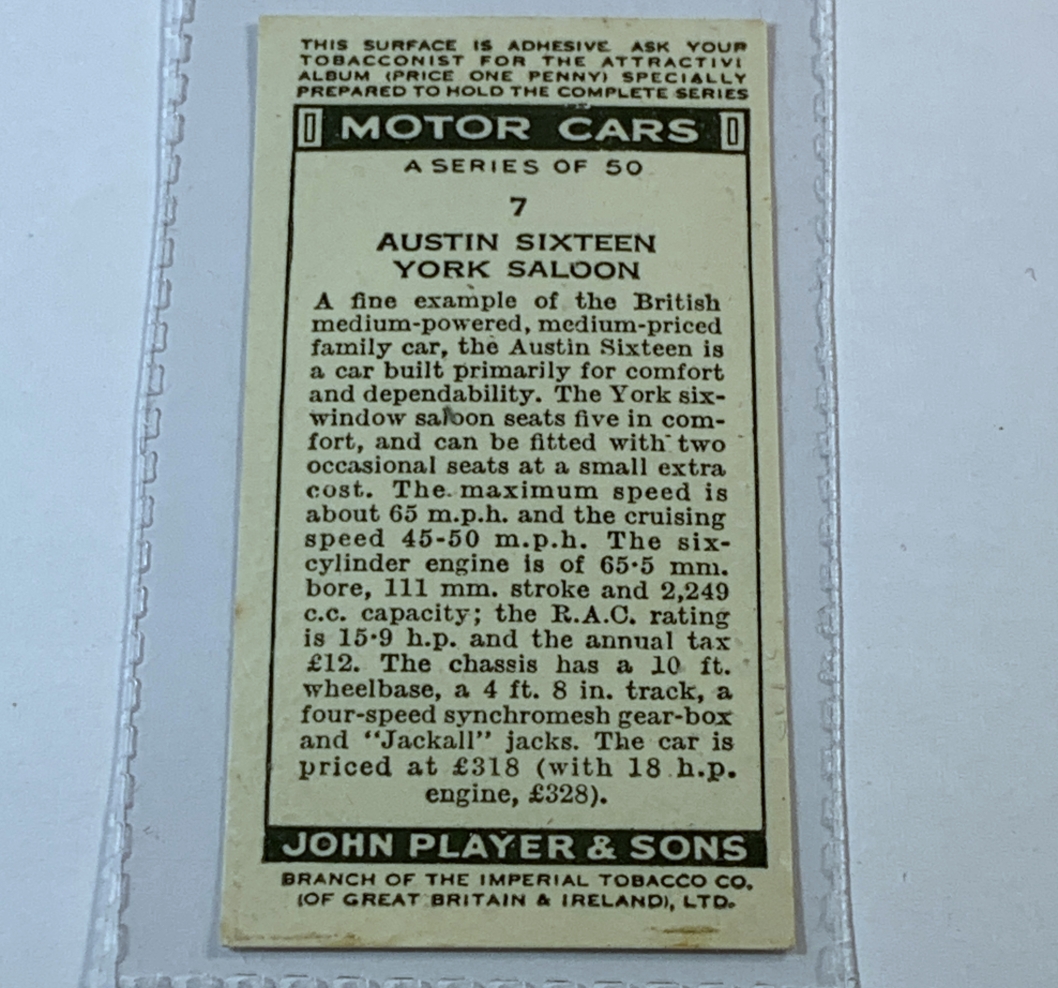 THIS SURFACE IS ADHESIVE. ASK YOUR
TOBACCONIST FOR THE ATTRACTIVE
ALBUM (PRICE ONE PENNY) SPECIALLY
PREPARED TO HOLD THE COMPLETE SERIES
MOTOR CARS
A SERIES OF 50
7
AUSTIN SIXTEEN
YORK SALOON
A fine example of the British
medium-powered, medium-priced
family car, the Austin Sixteen is
a car built primarily for comfort
and dependability. The York six-
window saloon seats five in com-
fort, and can be fitted with two
occasional seats at a small extra
cost. The maximum speed is
about 65 m.p.h. and the cruising
speed 45-50 m.p.h. The six-
cylinder engine is of 65·5 mm.
bore, 111 mm. stroke and 2,249
c.c. capacity; the R.A.C. rating
is 15·9 h.p. and the annual tax
£12. The chassis has a 10 ft.
wheelbase, a 4 ft. 8 in. track, a
four-speed synchromesh gear-box
and “Jackall” jacks. The car is
priced at £318 (with 18 h.p.
engine, £328).
JOHN PLAYER & SONS
BRANCH OF THE IMPERIAL TOBACCO CO.
(OF GREAT BRITAIN & IRELAND), LTD.